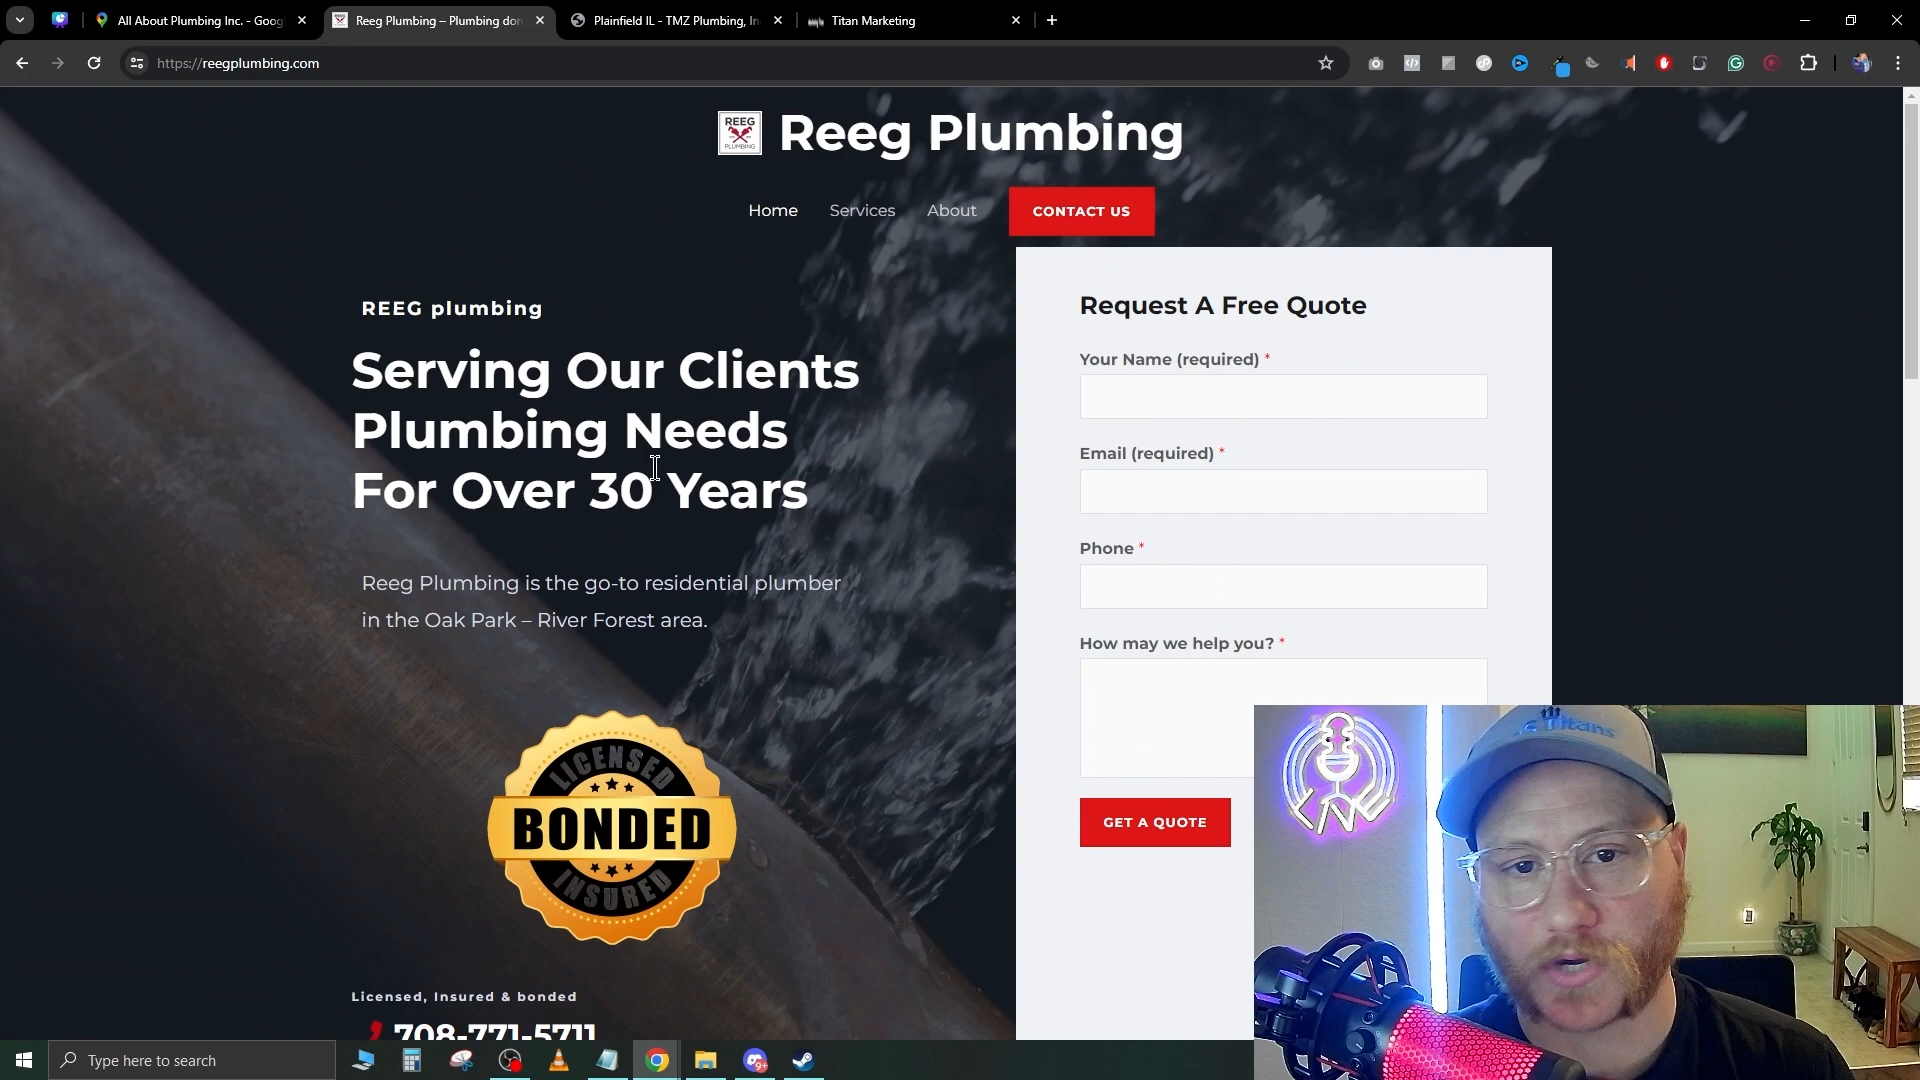 All About Plumbing Inc. - Goog
Reeg Plumbing – Plumbing don
Plainfield IL - TMZ Plumbing, In
Titan Marketing
https://reegplumbing.com
REEG
PLUMBING
Reeg Plumbing
Home
Services
About
CONTACT US
REEG plumbing
Serving Our Clients
Plumbing Needs
For Over 30 Years
Reeg Plumbing is the go-to residential plumber
in the Oak Park – River Forest area.
LICENSED
BONDED
INSURED
Licensed, Insured & bonded
708-771-5711
Request A Free Quote
Your Name (required) *
Email (required) *
Phone *
How may we help you? *
GET A QUOTE
Type here to search
9+